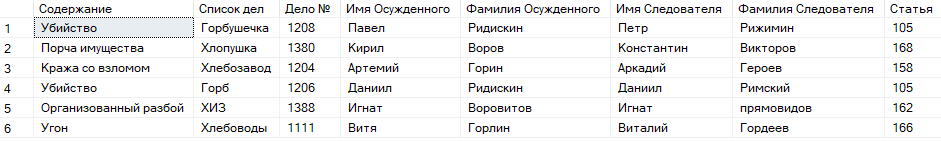 Содержание Список дел Дело № Имя Осужденного Фамилия Осужденного Имя Следователя Фамилия Следователя Статья
1 Убийство Горбушечка 1208 Павел Ридискин Петр Рижимин 105
2 Порча имущества Хлопушка 1380 Кирил Воров Константин Викторов 168
3 Кража со взломом Хлебозавод 1204 Артемий Горин Аркадий Героев 158
4 Убийство Горб 1206 Даниил Ридискин Даниил Римский 105
5 Организованный разбой ХИЗ 1388 Игнат Воровитов Игнат прямовидов 162
6 Угон Хлебоводы 1111 Витя Горлин Виталий Гордеев 166